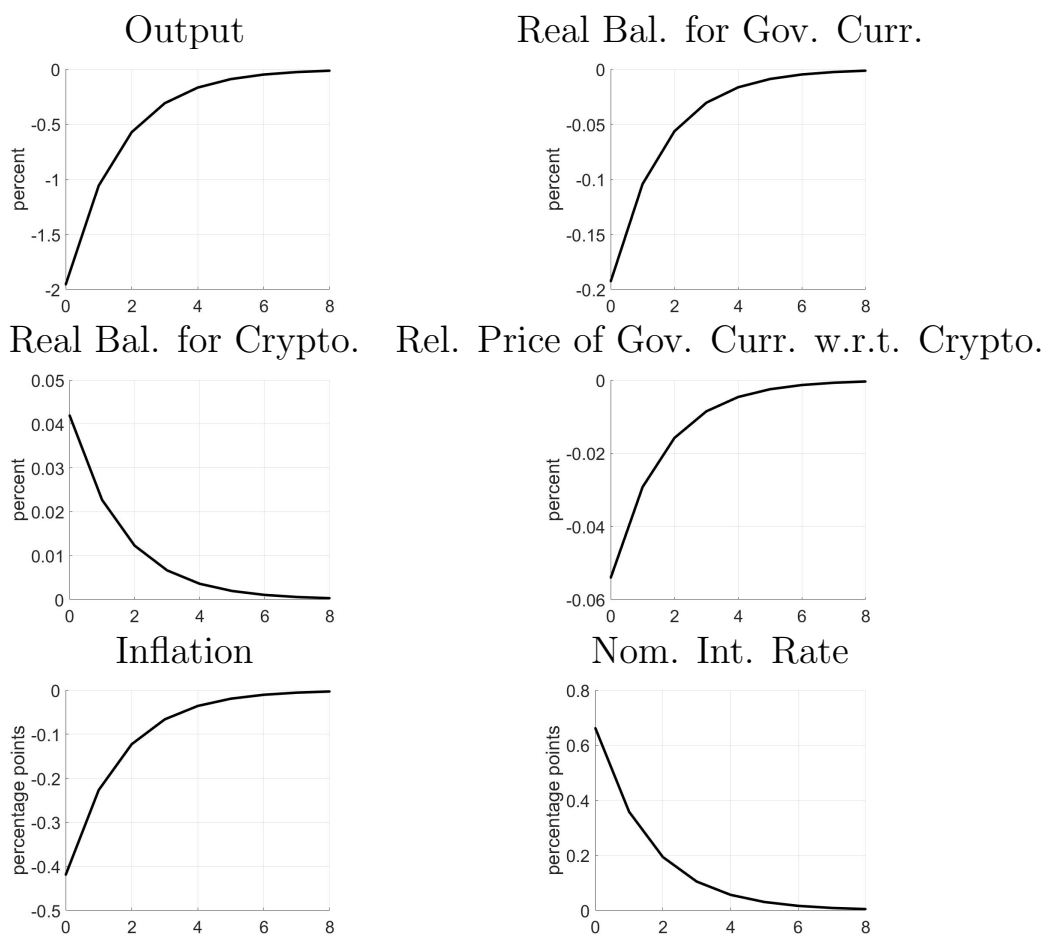 Output
Real Bal. for Gov. Curr.
0
-0.5
-1
-1.5
-2
percent
0 2 4 6 8
0
-0.05
-0.1
-0.15
-0.2
percent
0 2 4 6 8
Real Bal. for Crypto.
Rel. Price of Gov. Curr. w.r.t. Crypto.
0.05
0.04
0.03
0.02
0.01
0
percent
0 2 4 6 8
0
-0.02
-0.04
-0.06
percent
0 2 4 6 8
Inflation
Nom. Int. Rate
0
-0.1
-0.2
-0.3
-0.4
-0.5
percentage points
0 2 4 6 8
0.8
0.6
0.4
0.2
0
percentage points
0 2 4 6 8